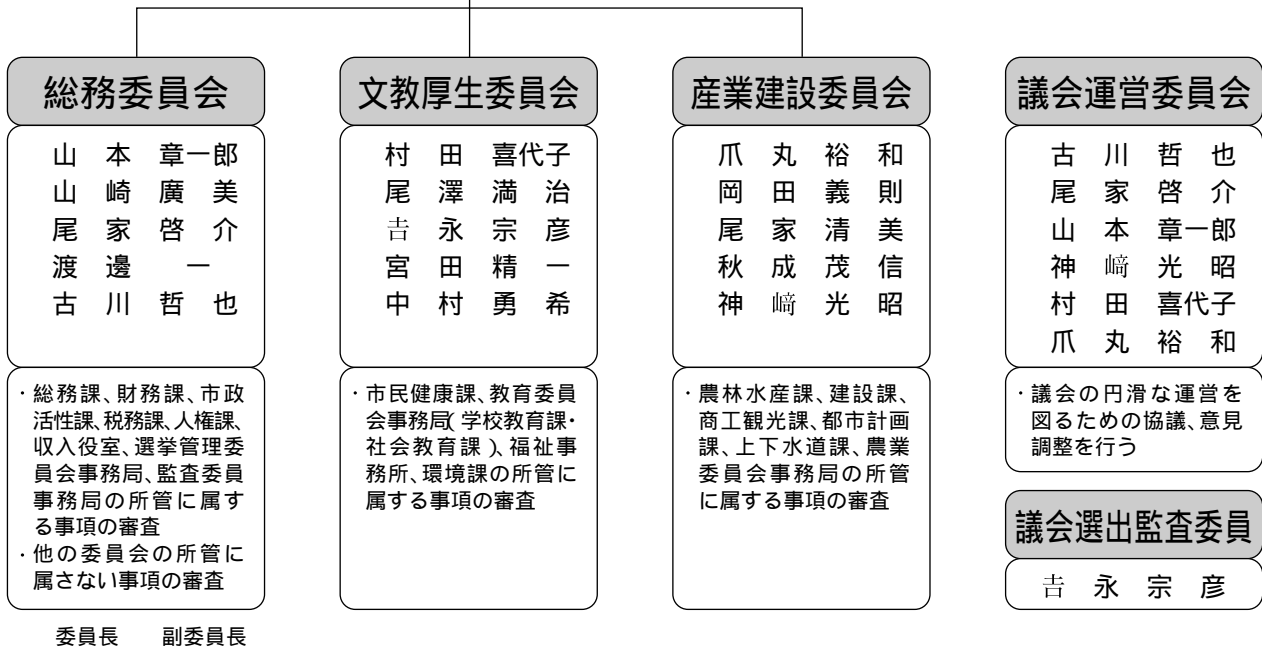 総務委員会
山本章一郎
山崎廣美
尾家啓介
渡邊一
古川哲也
・総務課、財務課、市政
活性課、税務課、人権課、
収入役室、選挙管理委
員会事務局、監査委員
事務局の所管に属す
る事項の審査
・他の委員会の所管に
属さない事項の審査
委員長 副委員長
文教厚生委員会
村田喜代子
尾澤満治
𠮷永宗彦
宮田精一
中村勇希
・市民健康課、教育委員
会事務局(学校教育課・
社会教育課)、福祉事
務所、環境課の所管に
属する事項の審査
産業建設委員会
爪丸裕和
岡田義則
尾家清美
秋成茂信
神﨑光昭
・農林水産課、建設課、
商工観光課、都市計画
課、上下水道課、農業
委員会事務局の所管
に属する事項の審査
議会運営委員会
古川哲也
尾家啓介
山本章一郎
神﨑光昭
村田喜代子
爪丸裕和
・議会の円滑な運営を
図るための協議、意見
調整を行う
議会選出監査委員
𠮷永宗彦